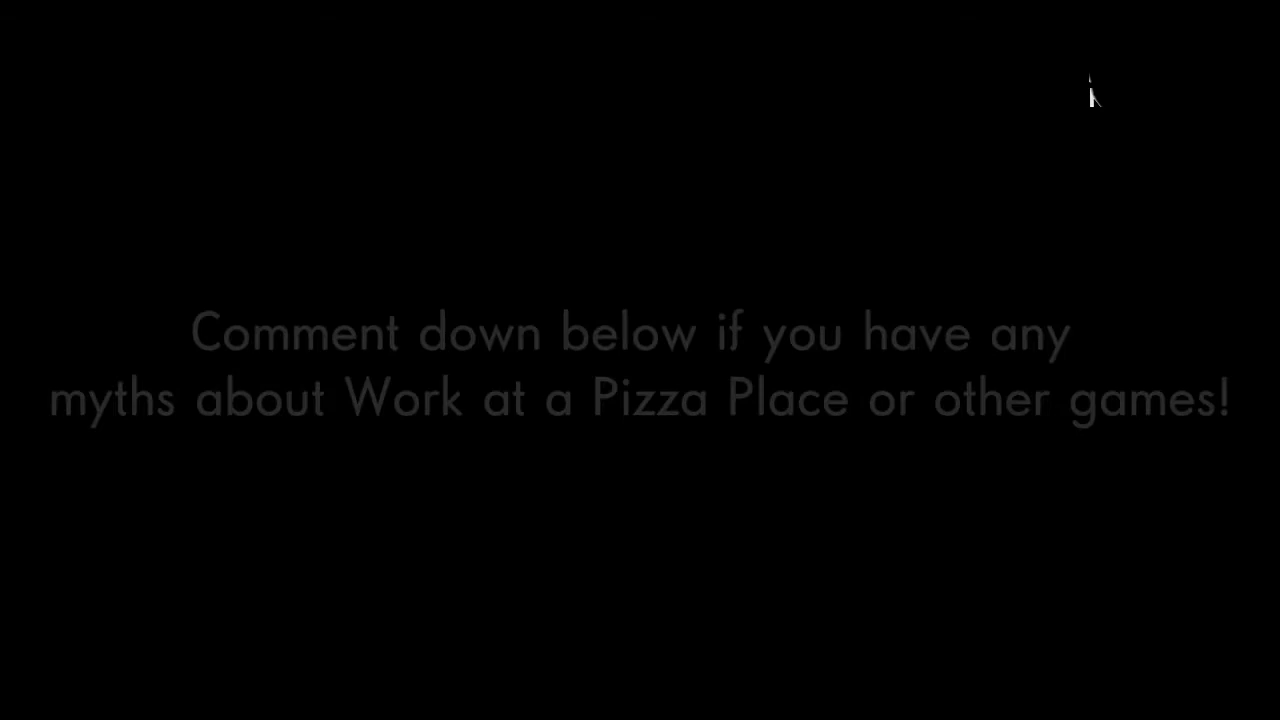 Comment down below if you have any
myths about Work at a Pizza Place or other games!